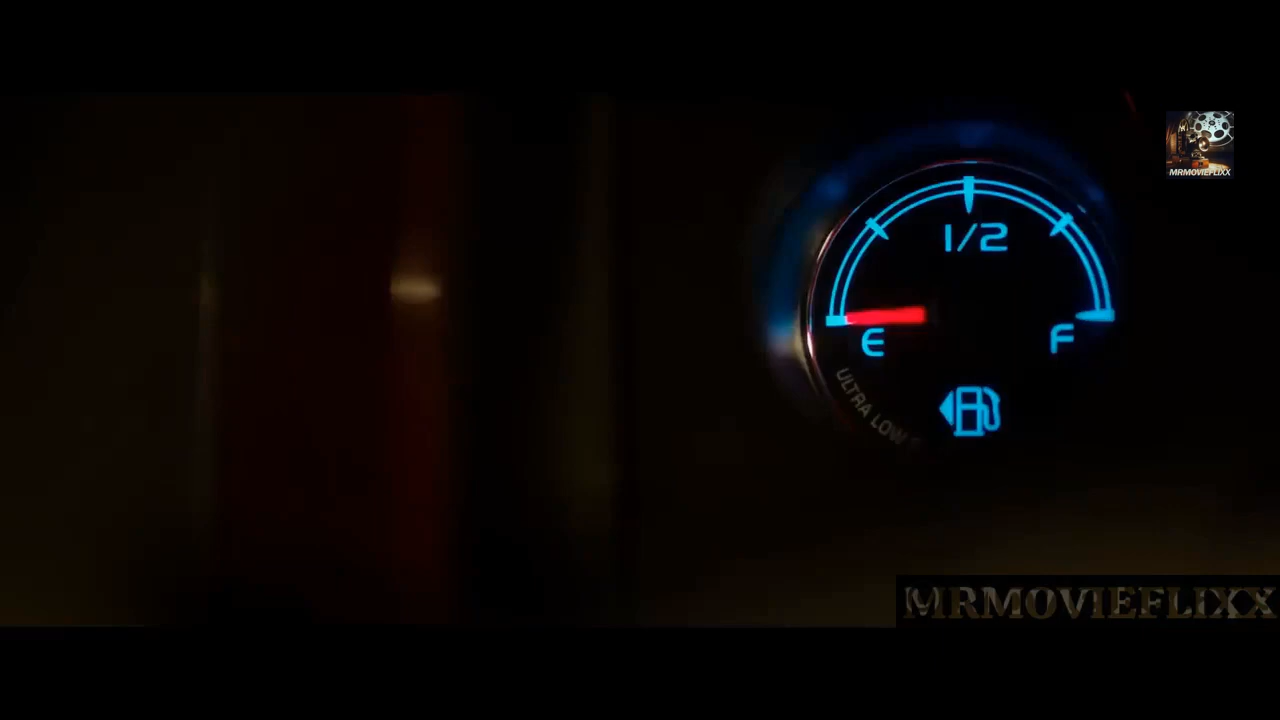 MRMOVIEFLIXX
1/2
E F
ULTRA LOW
MRMOVIEFLIXX